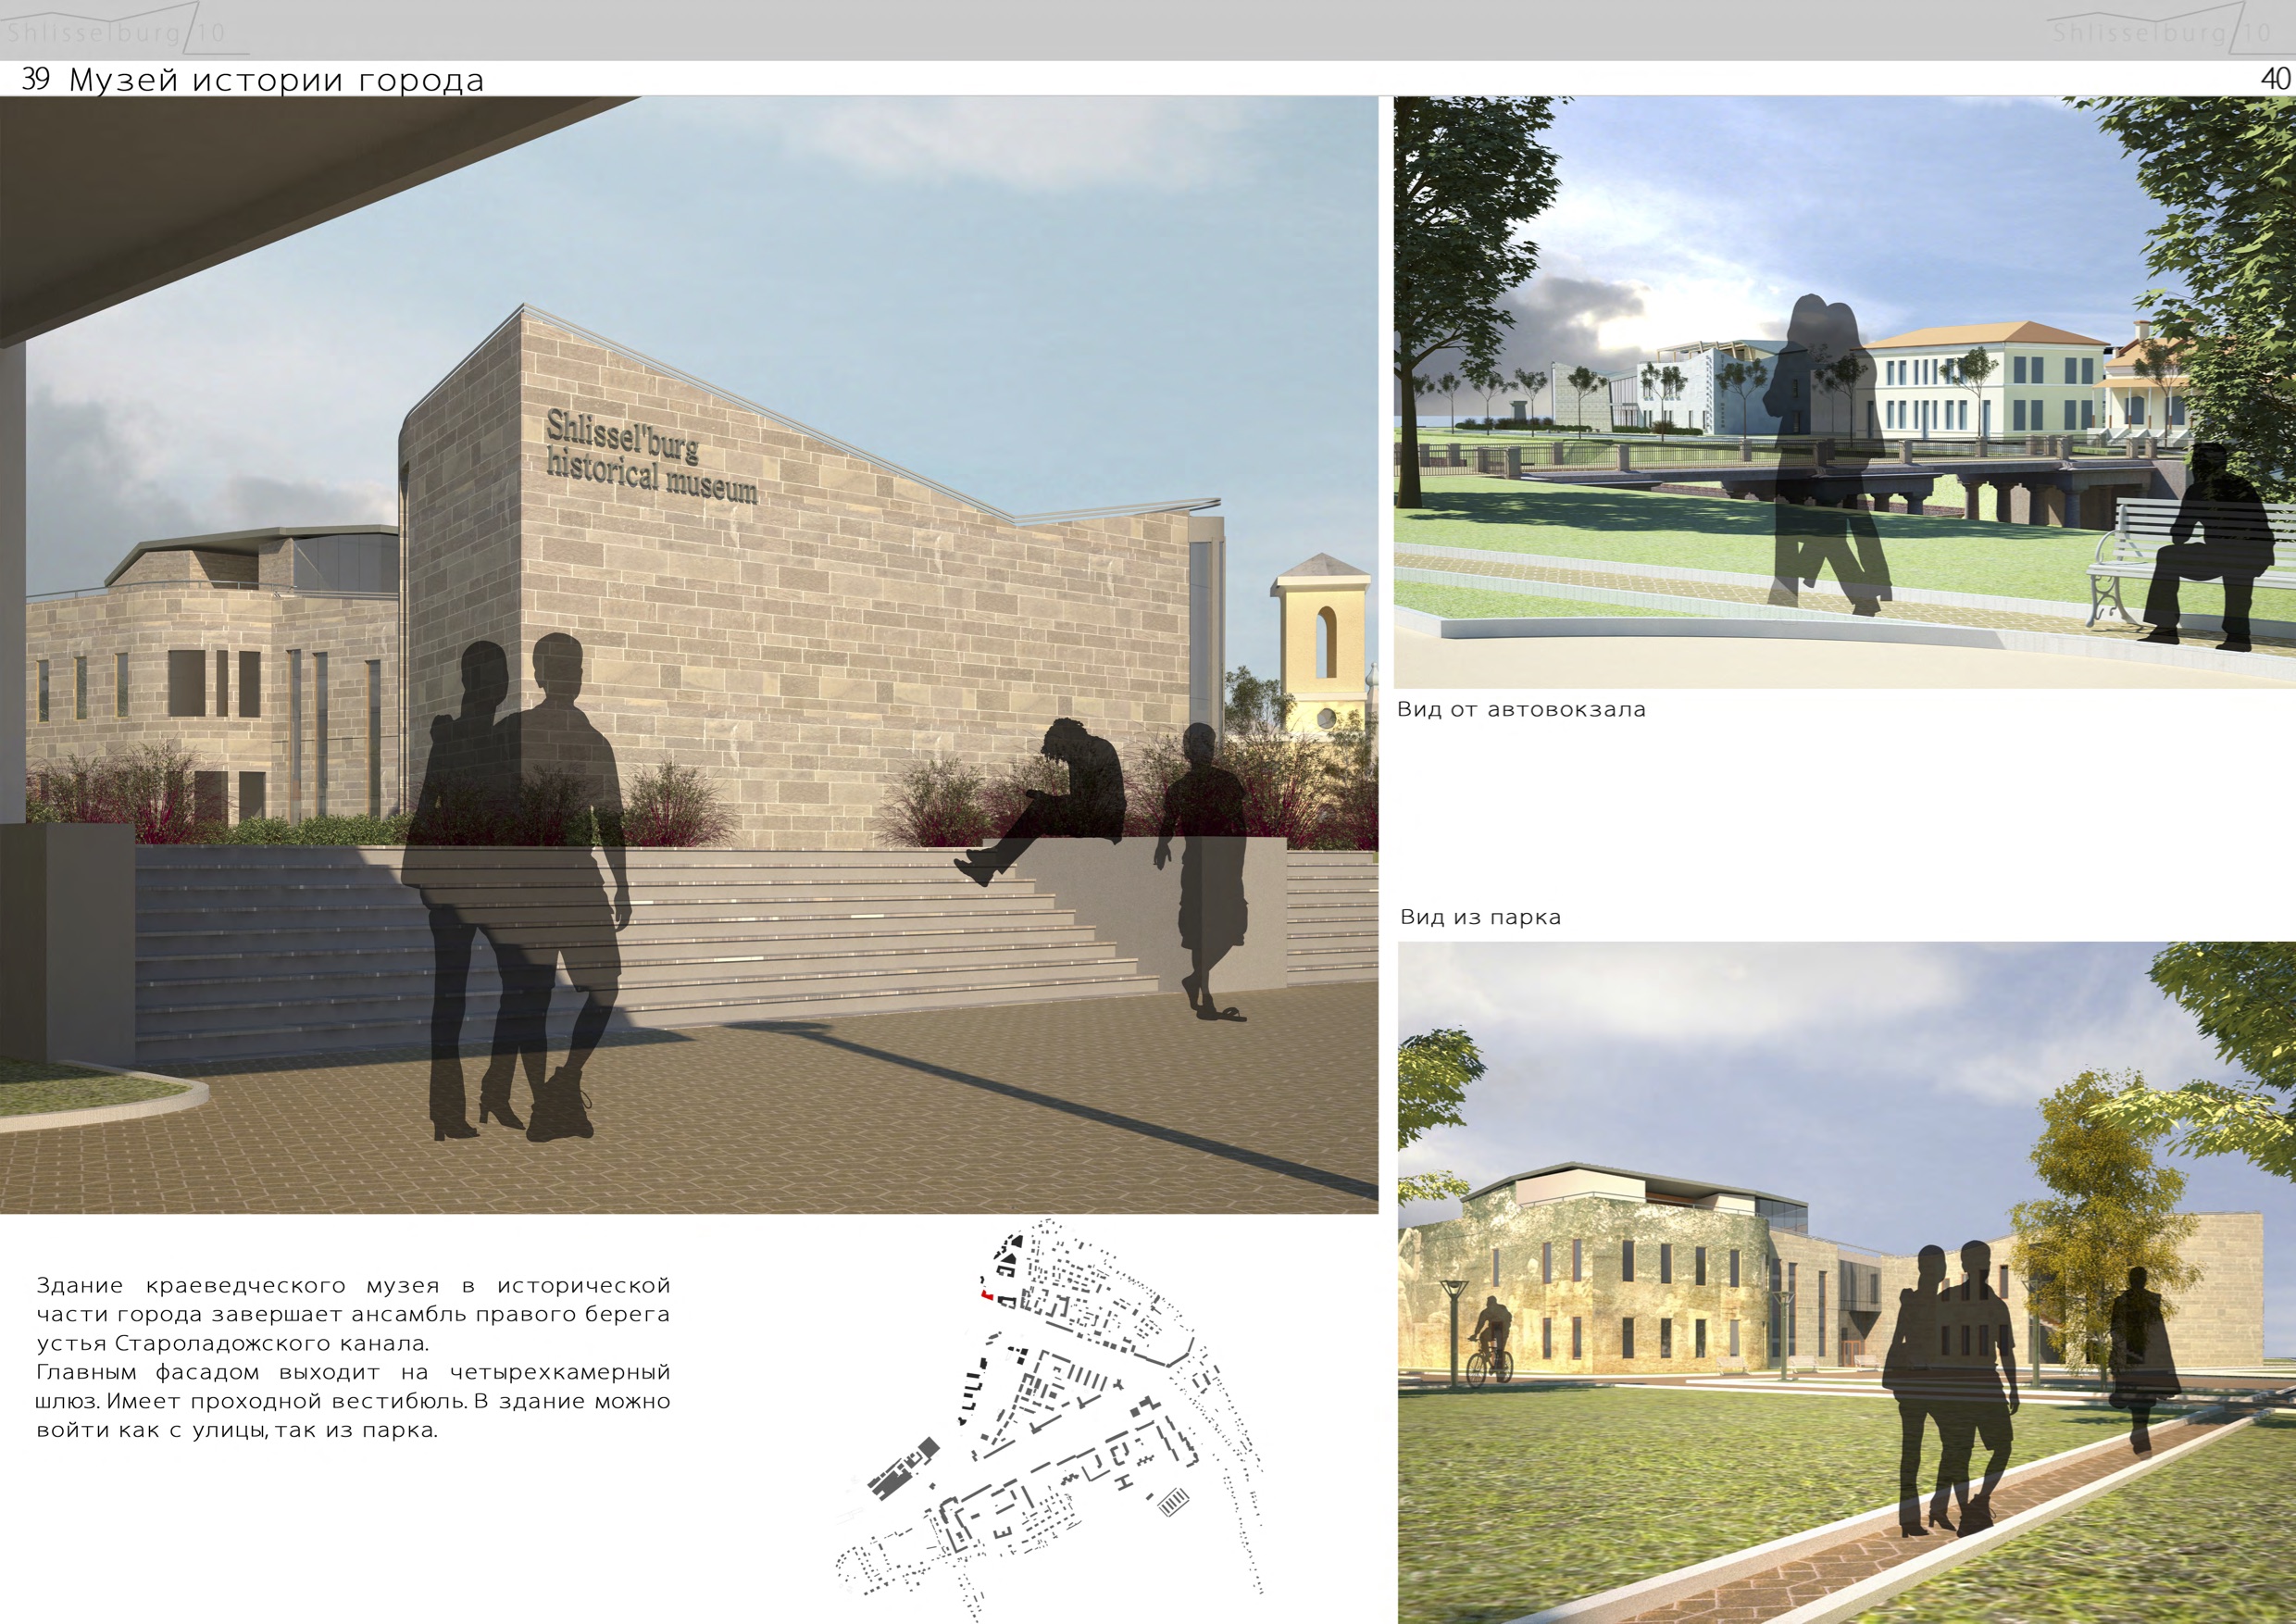 Shlisselburg 10
Shlisselburg 10
39 Музей истории города
40
Shlissel'burg
historical museum
Вид от автовокзала
Вид из парка
Здание краеведческого музея в исторической
части города завершает ансамбль правого берега
устья Староладожского канала.
Главным фасадом выходит на четырехкамерный
шлюз. Имеет проходной вестибюль. В здание можно
войти как с улицы, так из парка.